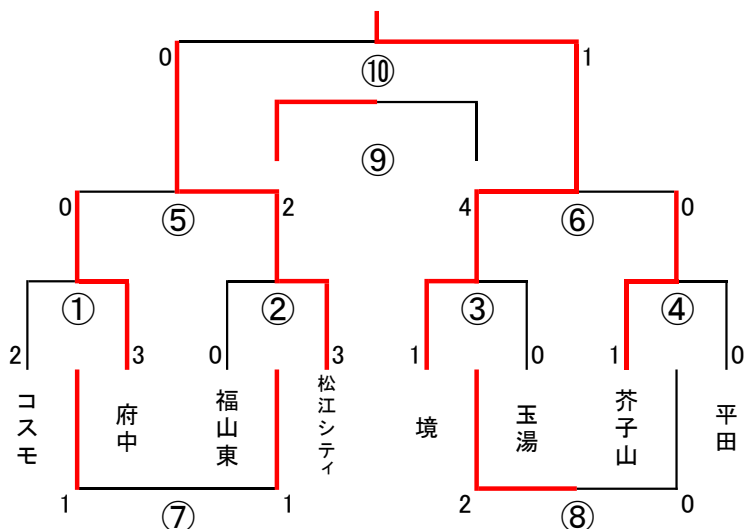 0 1
⑩
⑨
0 2 4 0
⑤ ⑥
① ② ③ ④
2 3 0 3 1 0 1 0
コスモ
府中
福山東
松江シティ
境
玉湯
芥子山
平田
1 1 2 0
⑦ ⑧